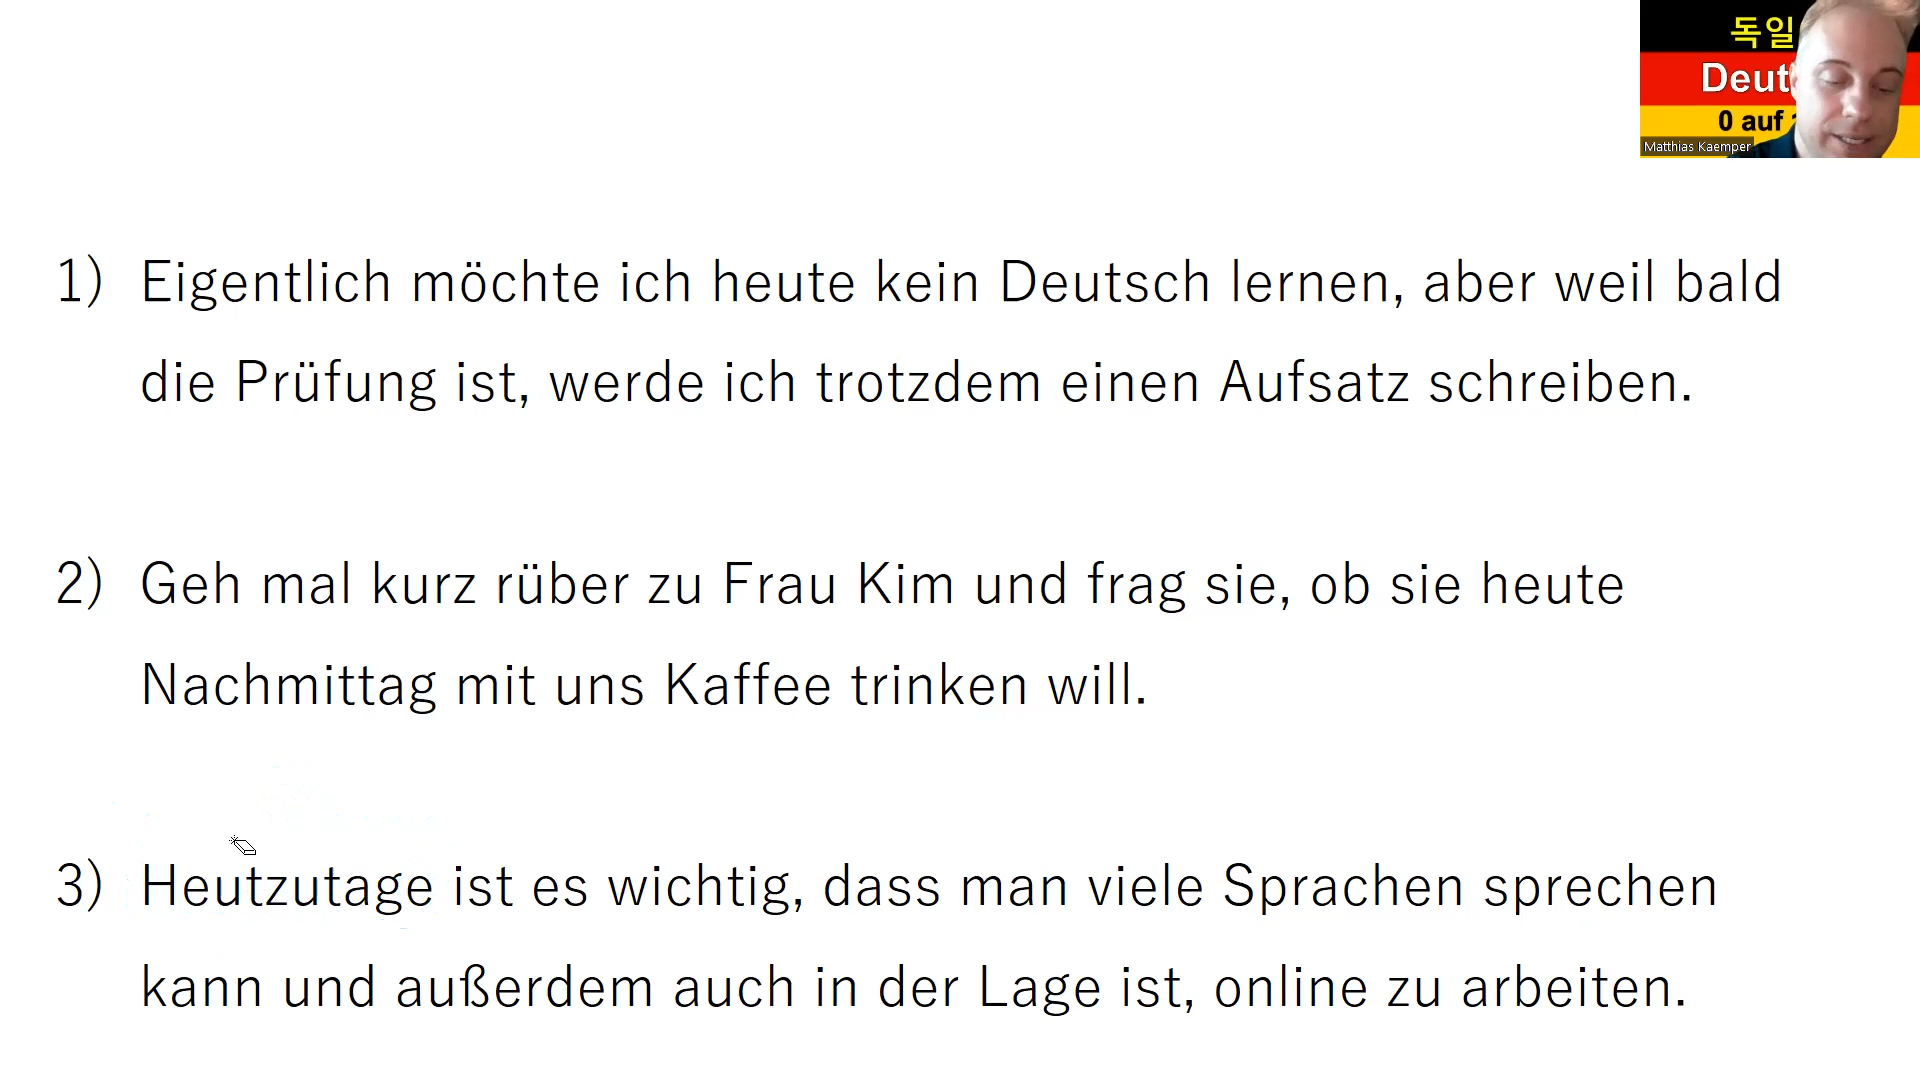 독일
Deut
0 auf
Matthias Kaemper
1) Eigentlich möchte ich heute kein Deutsch lernen, aber weil bald
die Prüfung ist, werde ich trotzdem einen Aufsatz schreiben.
2) Geh mal kurz rüber zu Frau Kim und frag sie, ob sie heute
Nachmittag mit uns Kaffee trinken will.
3) Heutzutage ist es wichtig, dass man viele Sprachen sprechen
kann und außerdem auch in der Lage ist, online zu arbeiten.